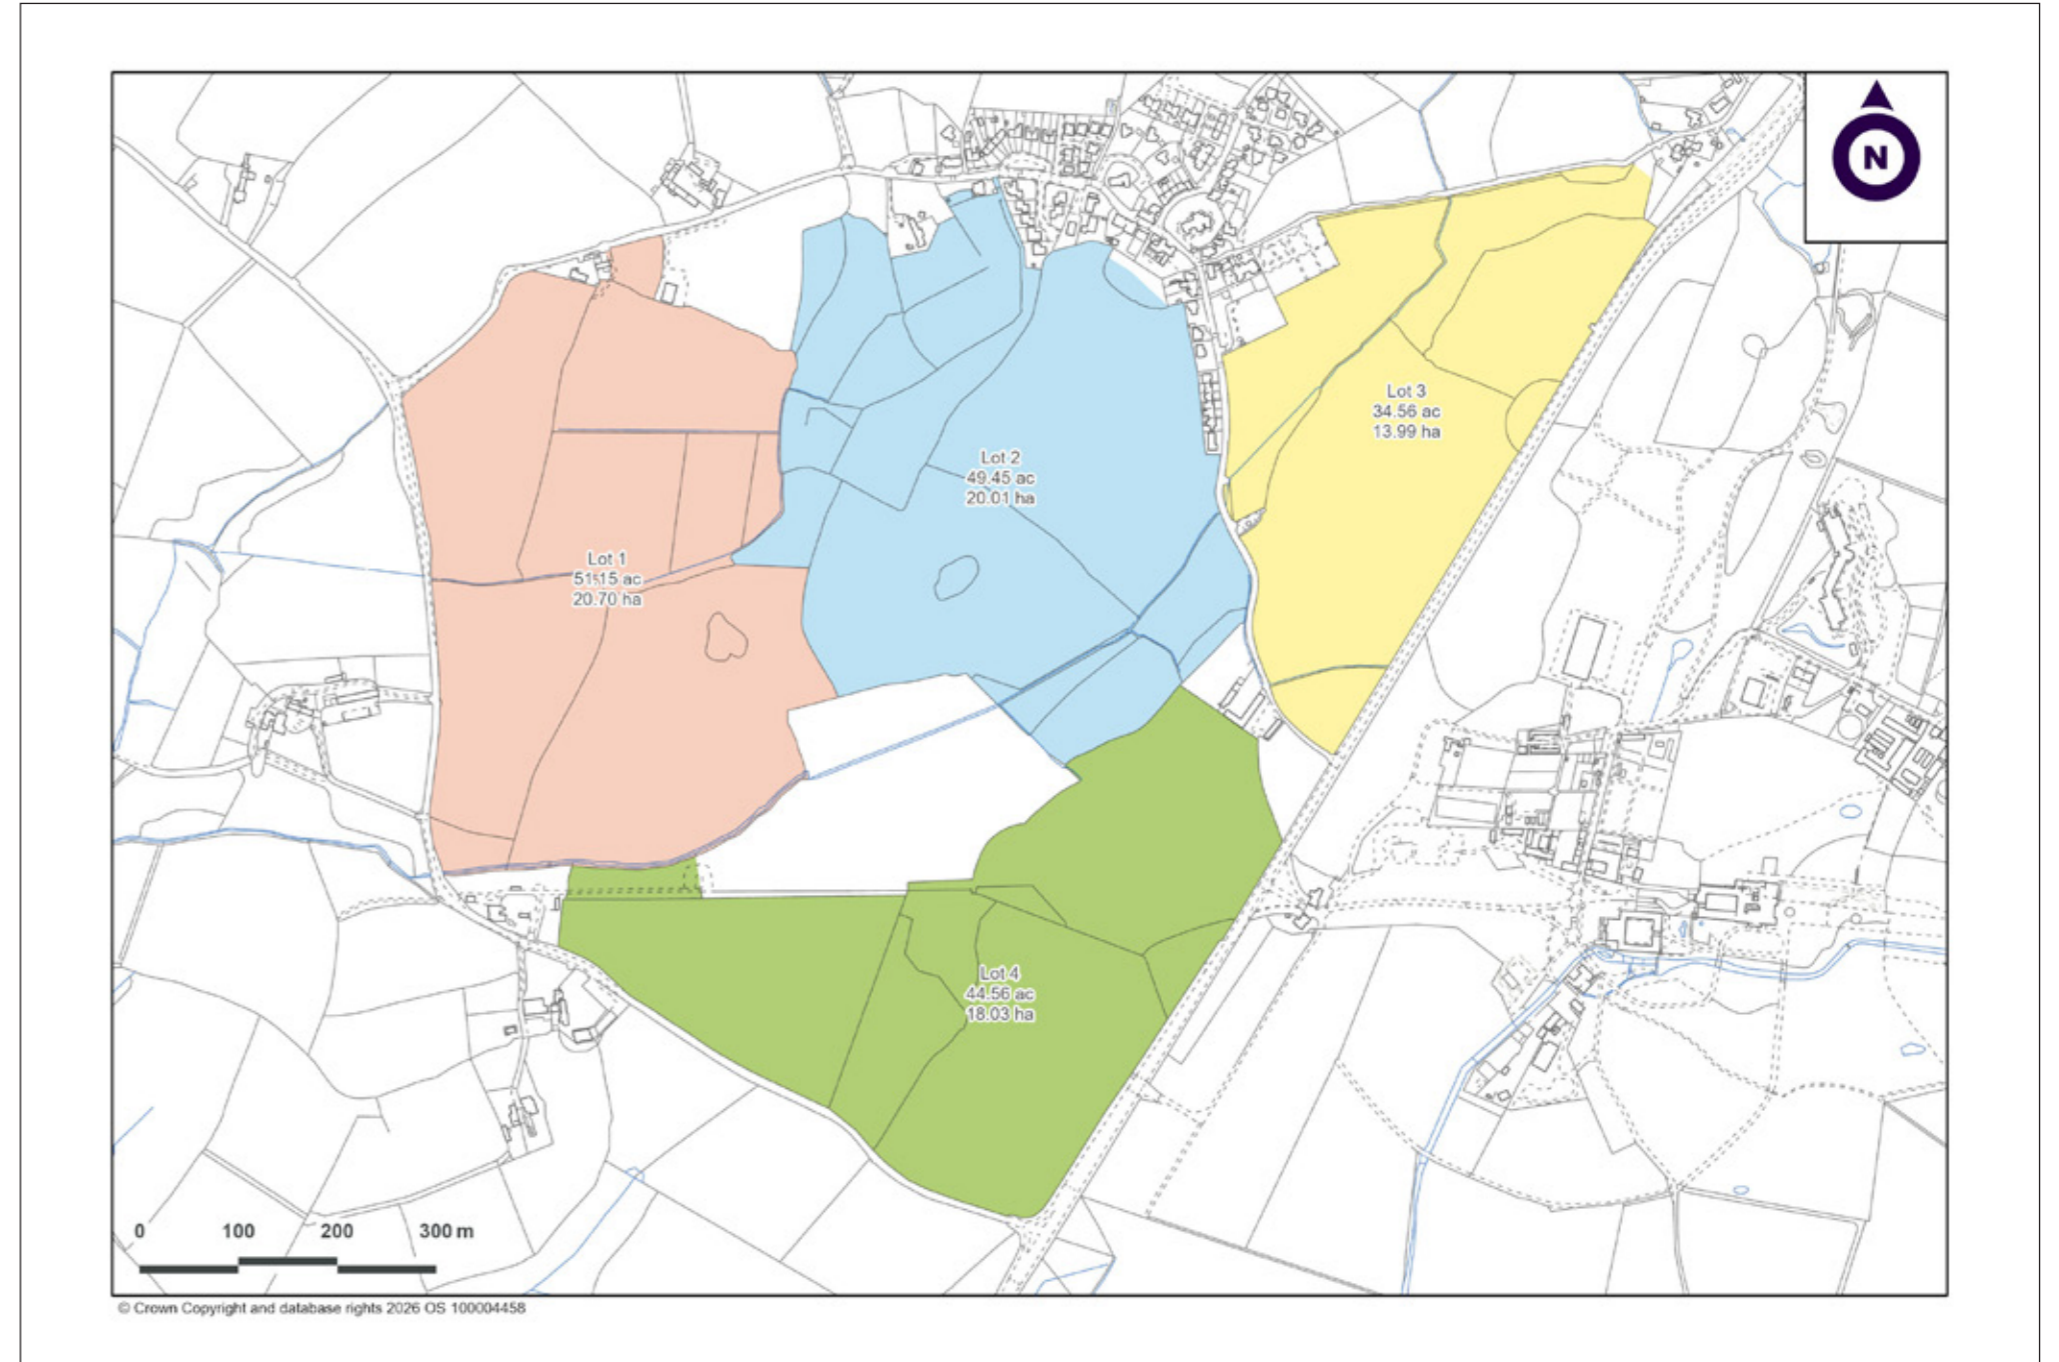 N
Lot 3
34.56 ac
13.99 ha
Lot 2
49.45 ac
20.01 ha
Lot 1
51.15 ac
20.70 ha
Lot 4
44.56 ac
18.03 ha
0 100 200 300 m
© Crown Copyright and database rights 2026 OS 100004458